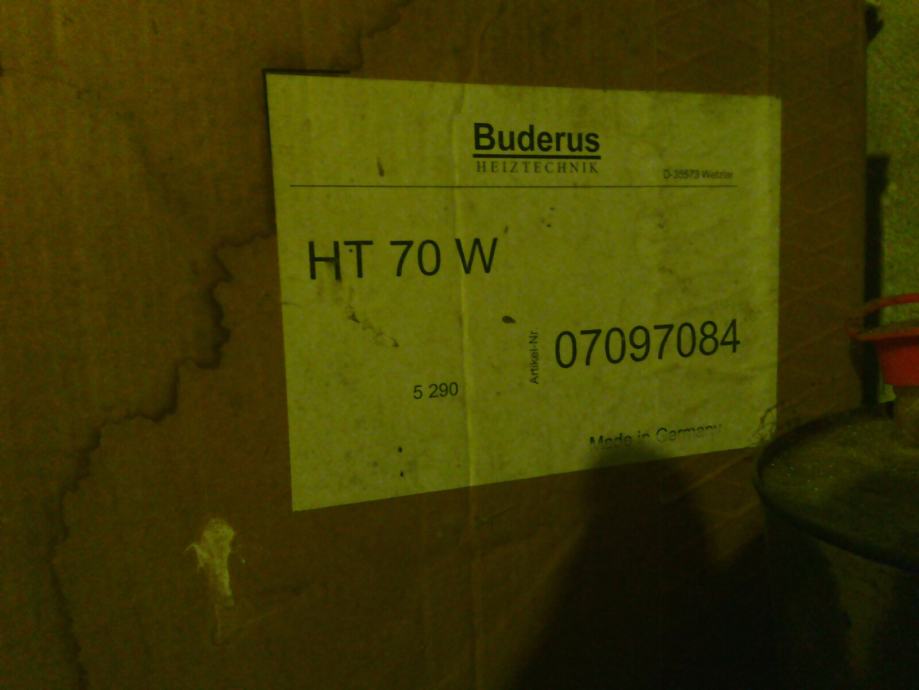 Buderus
HEIZTECHNIK
D-35573 Wetzlar
HT 70 W
Artikel-Nr.
07097084
5 290
Made in Germany